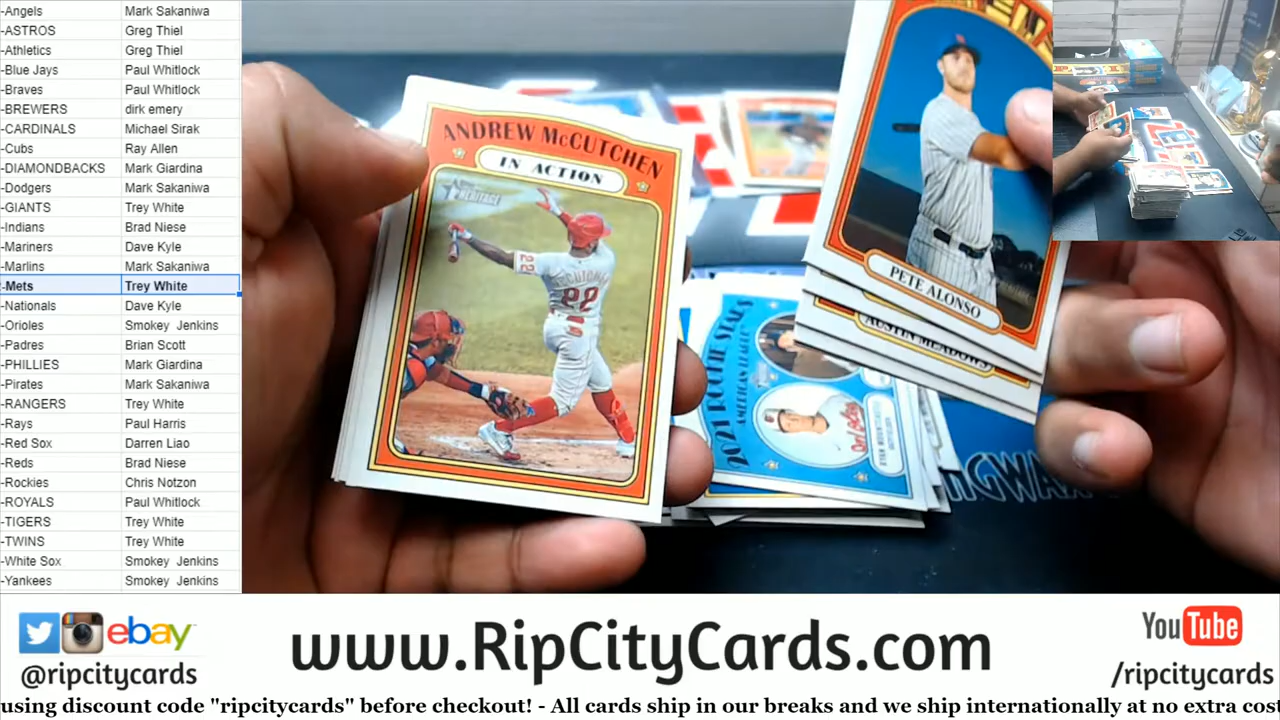 -Angels Mark Sakaniwa
-ASTROS Greg Thiel
-Athletics Greg Thiel
-Blue Jays Paul Whitlock
-Braves Paul Whitlock
-BREWERS dirk emery
-CARDINALS Michael Sirak
-Cubs Ray Allen
-DIAMONDBACKS Mark Giardina
-Dodgers Mark Sakaniwa
-GIANTS Trey White
-Indians Brad Niese
-Mariners Dave Kyle
-Marlins Mark Sakaniwa
-Mets Trey White
-Nationals Dave Kyle
-Orioles Smokey Jenkins
-Padres Brian Scott
-PHILLIES Mark Giardina
-Pirates Mark Sakaniwa
-RANGERS Trey White
-Rays Paul Harris
-Red Sox Darren Liao
-Reds Brad Niese
-Rockies Chris Notzon
-ROYALS Paul Whitlock
-TIGERS Trey White
-TWINS Trey White
-White Sox Smokey Jenkins
-Yankees Smokey Jenkins
ANDREW McCUTCHEN
IN ACTION
Heritage
22
22
PETE ALONSO
AUSTIN MEADOWS
2021 ROOKIE STARS
AMERICAN LEAGUE
ebay
@ripcitycards
www.RipCityCards.com
YouTube
/ripcitycards
using discount code "ripcitycards" before checkout! - All cards ship in our breaks and we ship internationally at no extra cost